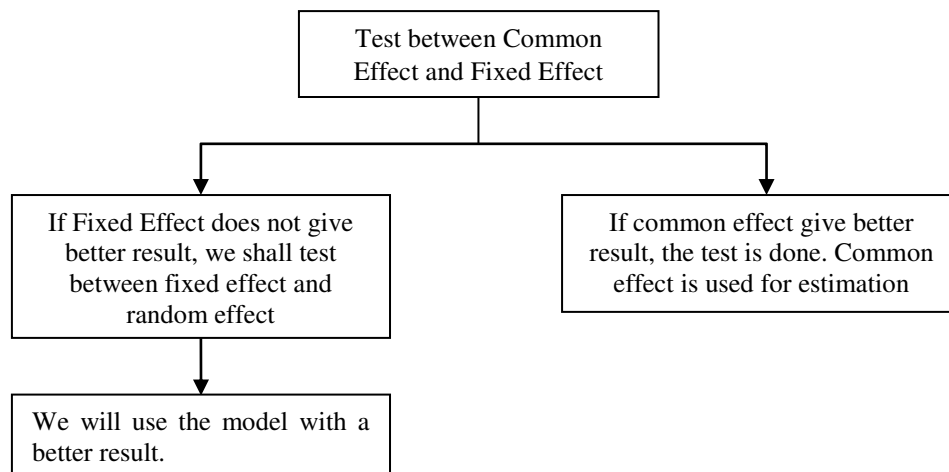 Test between Common
Effect and Fixed Effect
If Fixed Effect does not give
better result, we shall test
between fixed effect and
random effect
If common effect give better
result, the test is done. Common
effect is used for estimation
We will use the model with a
better result.